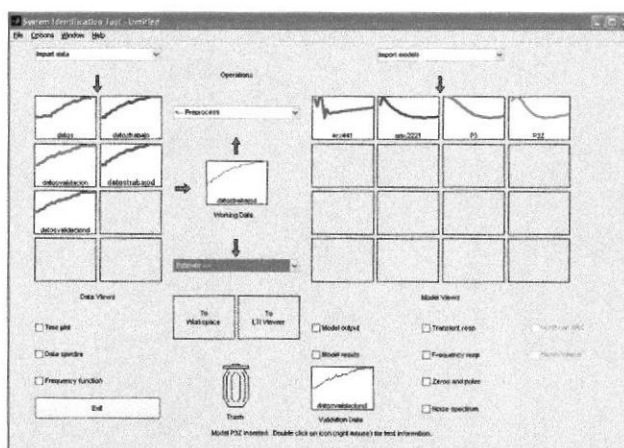 System Identification Tool - Untitled
File Options Window Help
Import data
Import models
Operations
<-- Preprocess
datos
datostrabajo
arx441
amx2221
P3
P3Z
datosvalidacion
datostrabajod
datosvalidaciond
datostrabajod
Working Data
Estimate -->
Data Views
Model Views
To
Workspace
To
LTI Viewer
Time plot
Data spectra
Frequency function
Model output
Model resids
Transient resp
Frequency resp
Zeros and poles
Noise spectrum
Exit
Trash
datosvalidaciond
Validation Data
Model P3Z inserted. Double click on icon (right mouse) for text information.